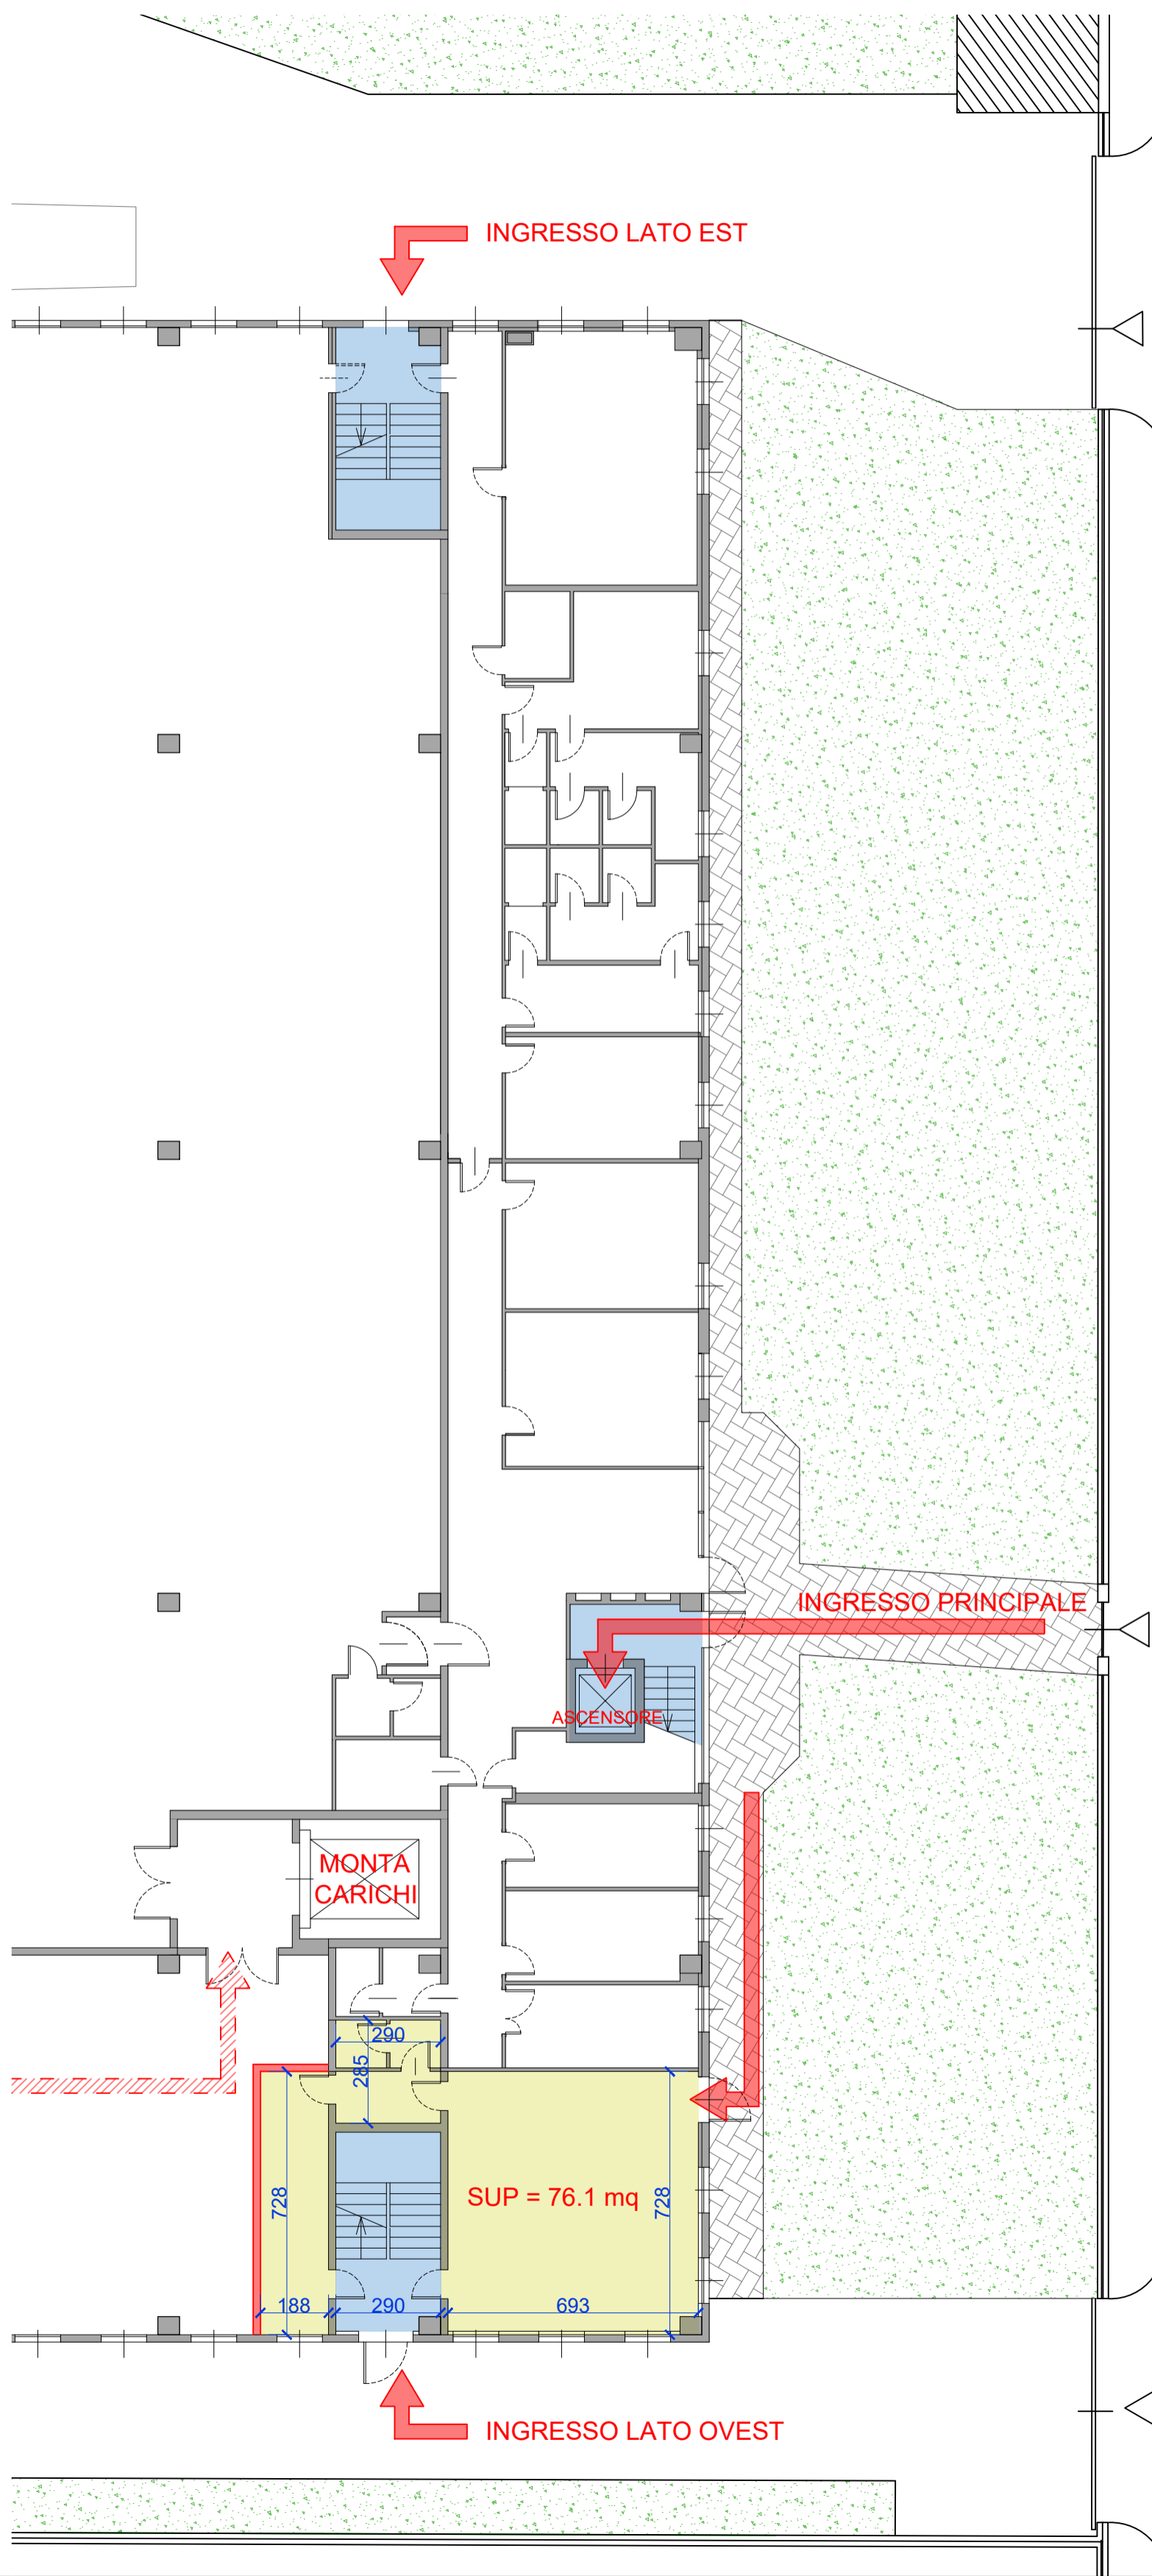 INGRESSO LATO EST
INGRESSO PRINCIPALE
ASCENSORE
MONTA
CARICHI
290
285
728
SUP = 76.1 mq
728
188
290
693
INGRESSO LATO OVEST